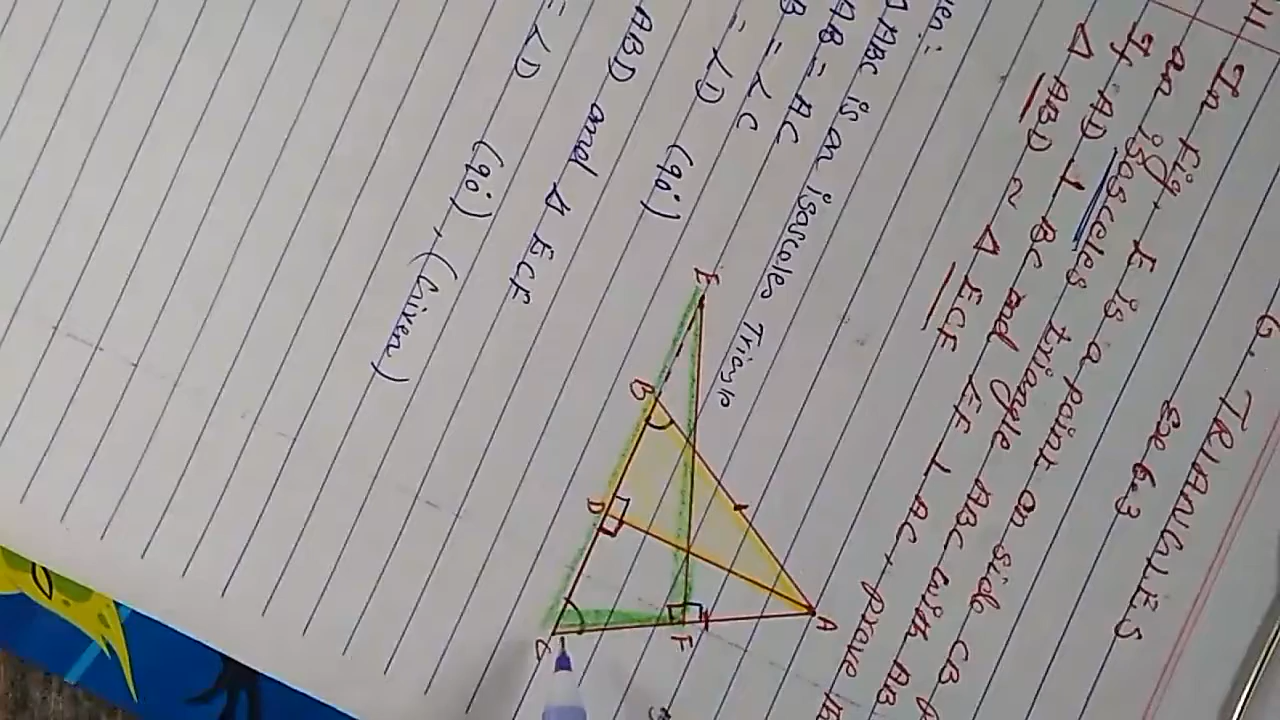 6. TRIANGLES
Ex 6.3
11. In Fig, E is a point on side CB
an isosceles triangle ABC with AB
If AD ⊥ BC and EF ⊥ AC, prove
Δ ABD ~ Δ ECF
Δ ABC is an isosceles Triangle
AB = AC
B = ∠C
= ∠D (90°)
ABD and Δ ECF
= ∠D (90°), (Given)
E
B
D
C
F
A